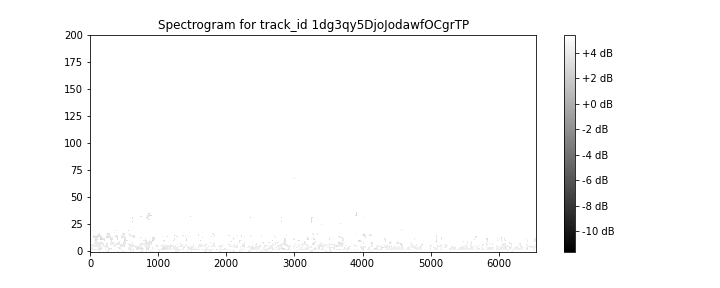 Spectrogram for track_id 1dg3qy5DjoJodawfOCgrTP
200
175
150
125
100
75
50
25
0
0 1000 2000 3000 4000 5000 6000
+4 dB
+2 dB
+0 dB
-2 dB
-4 dB
-6 dB
-8 dB
-10 dB